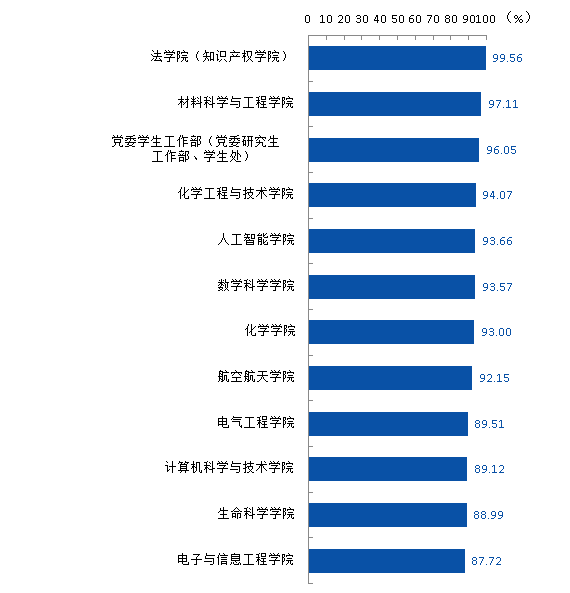 0 10 20 30 40 50 60 70 80 90 100 （%）
法学院（知识产权学院） 99.56
材料科学与工程学院 97.11
党委学生工作部（党委研究生
工作部、学生处） 96.05
化学工程与技术学院 94.07
人工智能学院 93.66
数学科学学院 93.57
化学学院 93.00
航空航天学院 92.15
电气工程学院 89.51
计算机科学与技术学院 89.12
生命科学学院 88.99
电子与信息工程学院 87.72